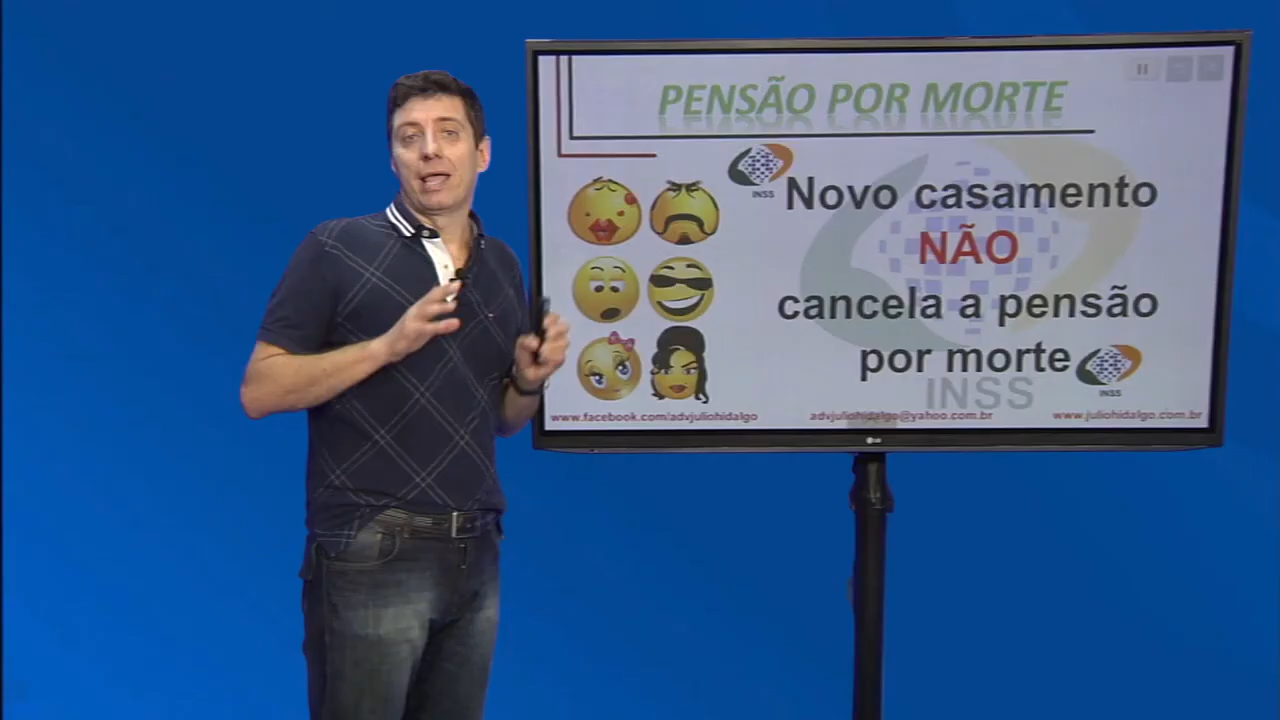 PENSÃO POR MORTE
INSS
Novo casamento
NÃO
cancela a pensão
por morte
INSS
INSS
www.facebook.com/advjuliohidalgo advjuliohidalgo@yahoo.com.br www.juliohidalgo.com.br
LG